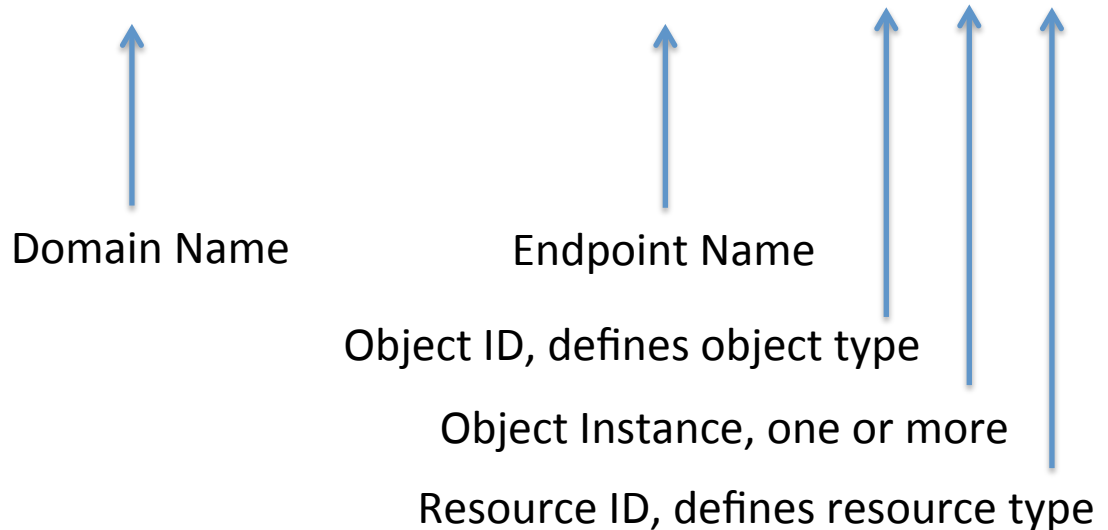 Domain Name
Endpoint Name
Object ID, defines object type
Object Instance, one or more
Resource ID, defines resource type